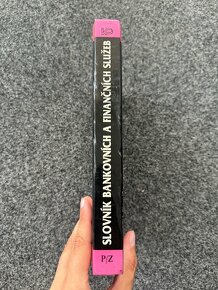 SLOVNÍK BANKOVNÍCH A FINANČNÍCH SLUŽEB
P/Z